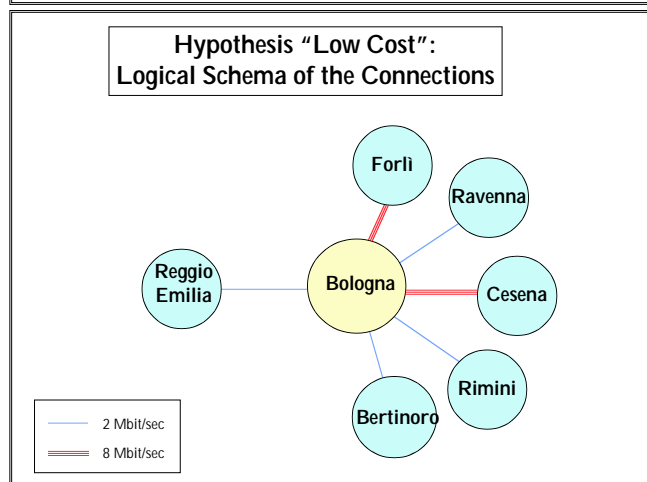 Hypothesis “Low Cost”:
Logical Schema of the Connections
Forlì
Ravenna
Reggio
Emilia
Bologna
Cesena
Rimini
Bertinoro
2 Mbit/sec
8 Mbit/sec